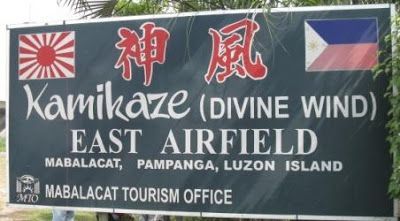 神風
Kamikaze (DIVINE WIND)
EAST AIRFIELD
MABALACAT, PAMPANGA, LUZON ISLAND
MTO MABALACAT TOURISM OFFICE